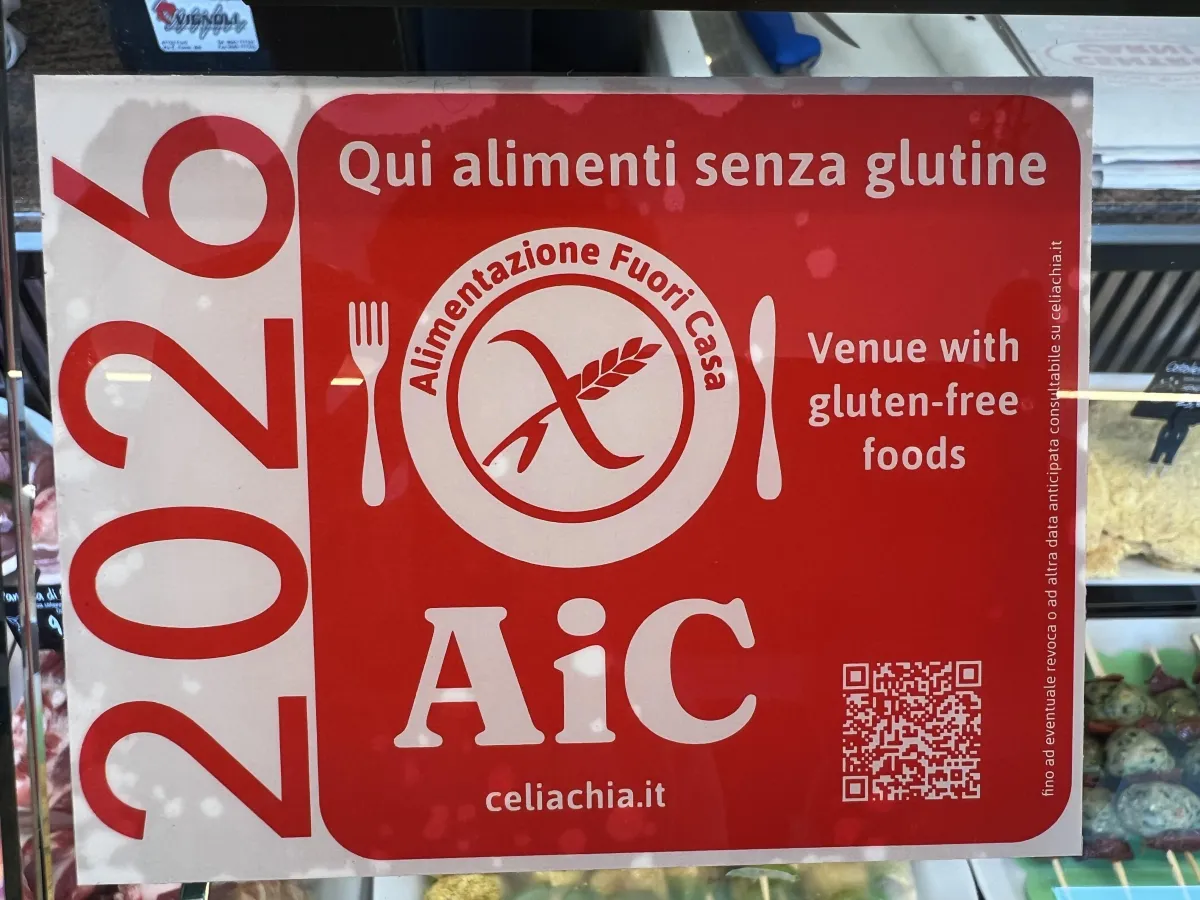 VIGNOLI
2026
Qui alimenti senza glutine
Alimentazione Fuori Casa
Venue with
gluten-free
foods
AiC
celiachia.it
fino ad eventuale revoca o ad altra data anticipata consultabile su celiachia.it